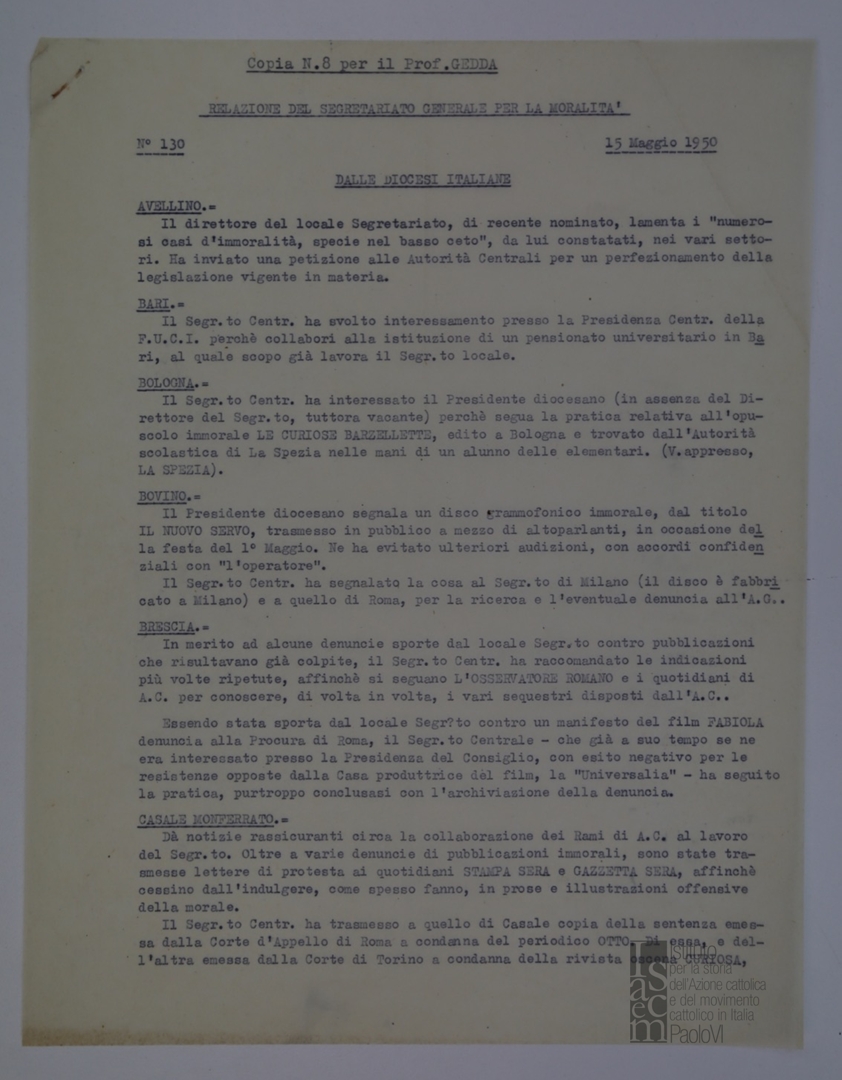 Copia N.8 per il Prof.GEDDA
RELAZIONE DEL SEGRETARIATO GENERALE PER LA MORALITA'
N° 130
15 Maggio 1950
DALLE DIOCESI ITALIANE
AVELLINO.=
Il direttore del locale Segretariato, di recente nominato, lamenta i "numero-
si casi d'immoralità, specie nel basso ceto", da lui constatati, nei vari setto-
ri. Ha inviato una petizione alle Autorità Centrali per un perfezionamento della
legislazione vigente in materia.
BARI.=
Il Segr.to Centr. ha svolto interessamento presso la Presidenza Centr. della
F.U.C.I. perchè collabori alla istituzione di un pensionato universitario in Ba
ri, al quale scopo già lavora il Segr.to locale.
BOLOGNA.=
Il Segr.to Centr. ha interessato il Presidente diocesano (in assenza del Di-
rettore del Segr.to, tuttora vacante) perchè segua la pratica relativa all'opu-
scolo immorale LE CURIOSE BARZELLETTE, edito a Bologna e trovato dall'Autorità
scolastica di La Spezia nelle mani di un alunno delle elementari. (V.appresso,
LA SPEZIA).
BOVINO.=
Il Presidente diocesano segnala un disco grammofonico immorale, dal titolo
IL NUOVO SERVO, trasmesso in pubblico a mezzo di altoparlanti, in occasione del
la festa del 1° Maggio. Ne ha evitato ulteriori audizioni, con accordi confiden
ziali con "l'operatore".
Il Segr.to Centr. ha segnalato la cosa al Segr.to di Milano (il disco è fabbri
cato a Milano) e a quello di Roma, per la ricerca e l'eventuale denuncia all'A.G..
BRESCIA.=
In merito ad alcune denuncie sporte dal locale Segr.to contro pubblicazioni
che risultavano già colpite, il Segr.to Centr. ha raccomandato le indicazioni
più volte ripetute, affinchè si seguano L'OSSERVATORE ROMANO e i quotidiani di
A.C. per conoscere, di volta in volta, i vari sequestri disposti dall'A.C..
Essendo stata sporta dal locale Segr?to contro un manifesto del film FABIOLA
denuncia alla Procura di Roma, il Segr.to Centrale - che già a suo tempo se ne
era interessato presso la Presidenza del Consiglio, con esito negativo per le
resistenze opposte dalla Casa produttrice del film, la "Universalia" - ha seguito
la pratica, purtroppo conclusasi con l'archiviazione della denuncia.
CASALE MONFERRATO.=
Dà notizie rassicuranti circa la collaborazione dei Rami di A.C. al lavoro
del Segr.to. Oltre a varie denuncie di pubblicazioni immorali, sono state tra-
smesse lettere di protesta ai quotidiani STAMPA SERA e GAZZETTA SERA, affinchè
cessino dall'indulgere, come spesso fanno, in prose e illustrazioni offensive
della morale.
Il Segr.to Centr. ha trasmesso a quello di Casale copia della sentenza emes-
sa dalla Corte d'Appello di Roma a condanna del periodico OTTO. Di essa, e del-
l'altra emessa dalla Corte di Torino a condanna della rivista oscena CURIOSA,
Isacem
Istituto
per la storia
dell'Azione cattolica
e del movimento
cattolico in Italia
PaoloVI